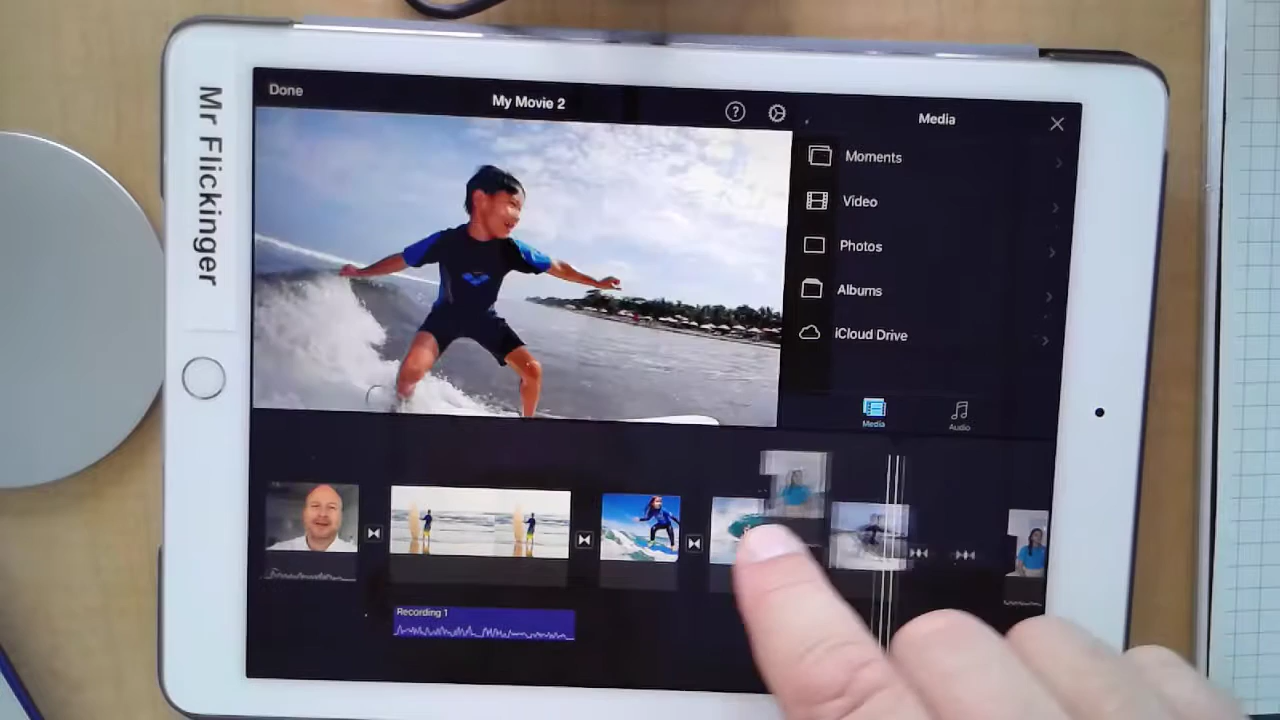 Mr Flickinger
Done
My Movie 2
?
Media
Moments
Video
Photos
Albums
iCloud Drive
Media
Audio
Recording 1